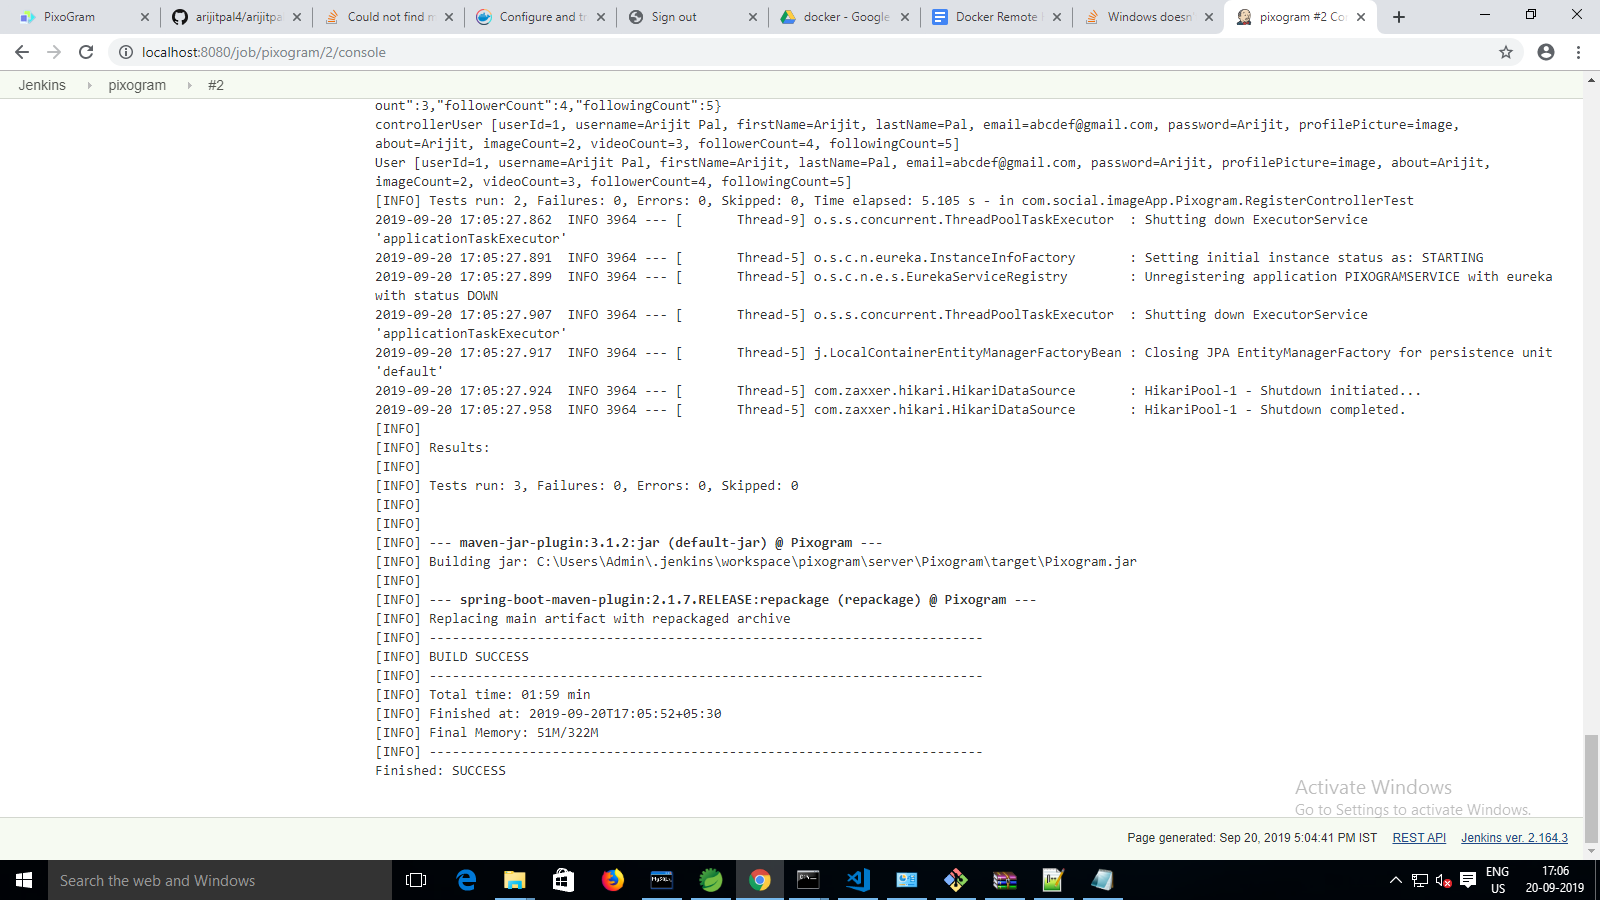 PixoGram
arijitpal4/arijitpa
Could not find m
Configure and tr
Sign out
docker - Google
Docker Remote
Windows doesn'
pixogram #2 Co
localhost:8080/job/pixogram/2/console
Jenkins
pixogram
#2
ount":3,"followerCount":4,"followingCount":5}
controllerUser [userId=1, username=Arijit Pal, firstName=Arijit, lastName=Pal, email=abcdef@gmail.com, password=Arijit, profilePicture=image,
about=Arijit, imageCount=2, videoCount=3, followerCount=4, followingCount=5]
User [userId=1, username=Arijit Pal, firstName=Arijit, lastName=Pal, email=abcdef@gmail.com, password=Arijit, profilePicture=image, about=Arijit,
imageCount=2, videoCount=3, followerCount=4, followingCount=5]
[INFO] Tests run: 2, Failures: 0, Errors: 0, Skipped: 0, Time elapsed: 5.105 s - in com.social.imageApp.Pixogram.RegisterControllerTest
2019-09-20 17:05:27.862  INFO 3964 --- [       Thread-9] o.s.s.concurrent.ThreadPoolTaskExecutor  : Shutting down ExecutorService
'applicationTaskExecutor'
2019-09-20 17:05:27.891  INFO 3964 --- [       Thread-5] o.s.c.n.eureka.InstanceInfoFactory       : Setting initial instance status as: STARTING
2019-09-20 17:05:27.899  INFO 3964 --- [       Thread-5] o.s.c.n.e.s.EurekaServiceRegistry        : Unregistering application PIXOGRAMSERVICE with eureka
with status DOWN
2019-09-20 17:05:27.907  INFO 3964 --- [       Thread-5] o.s.s.concurrent.ThreadPoolTaskExecutor  : Shutting down ExecutorService
'applicationTaskExecutor'
2019-09-20 17:05:27.917  INFO 3964 --- [       Thread-5] j.LocalContainerEntityManagerFactoryBean : Closing JPA EntityManagerFactory for persistence unit
'default'
2019-09-20 17:05:27.924  INFO 3964 --- [       Thread-5] com.zaxxer.hikari.HikariDataSource       : HikariPool-1 - Shutdown initiated...
2019-09-20 17:05:27.958  INFO 3964 --- [       Thread-5] com.zaxxer.hikari.HikariDataSource       : HikariPool-1 - Shutdown completed.
[INFO]
[INFO] Results:
[INFO]
[INFO] Tests run: 3, Failures: 0, Errors: 0, Skipped: 0
[INFO]
[INFO]
[INFO] --- maven-jar-plugin:3.1.2:jar (default-jar) @ Pixogram ---
[INFO] Building jar: C:\Users\Admin\.jenkins\workspace\pixogram\server\Pixogram\target\Pixogram.jar
[INFO]
[INFO] --- spring-boot-maven-plugin:2.1.7.RELEASE:repackage (repackage) @ Pixogram ---
[INFO] Replacing main artifact with repackaged archive
[INFO] ------------------------------------------------------------------------
[INFO] BUILD SUCCESS
[INFO] ------------------------------------------------------------------------
[INFO] Total time: 01:59 min
[INFO] Finished at: 2019-09-20T17:05:52+05:30
[INFO] Final Memory: 51M/322M
[INFO] ------------------------------------------------------------------------
Finished: SUCCESS
Activate Windows
Go to Settings to activate Windows.
Page generated: Sep 20, 2019 5:04:41 PM IST
REST API
Jenkins ver. 2.164.3
Search the web and Windows
ENG
US
17:06
20-09-2019